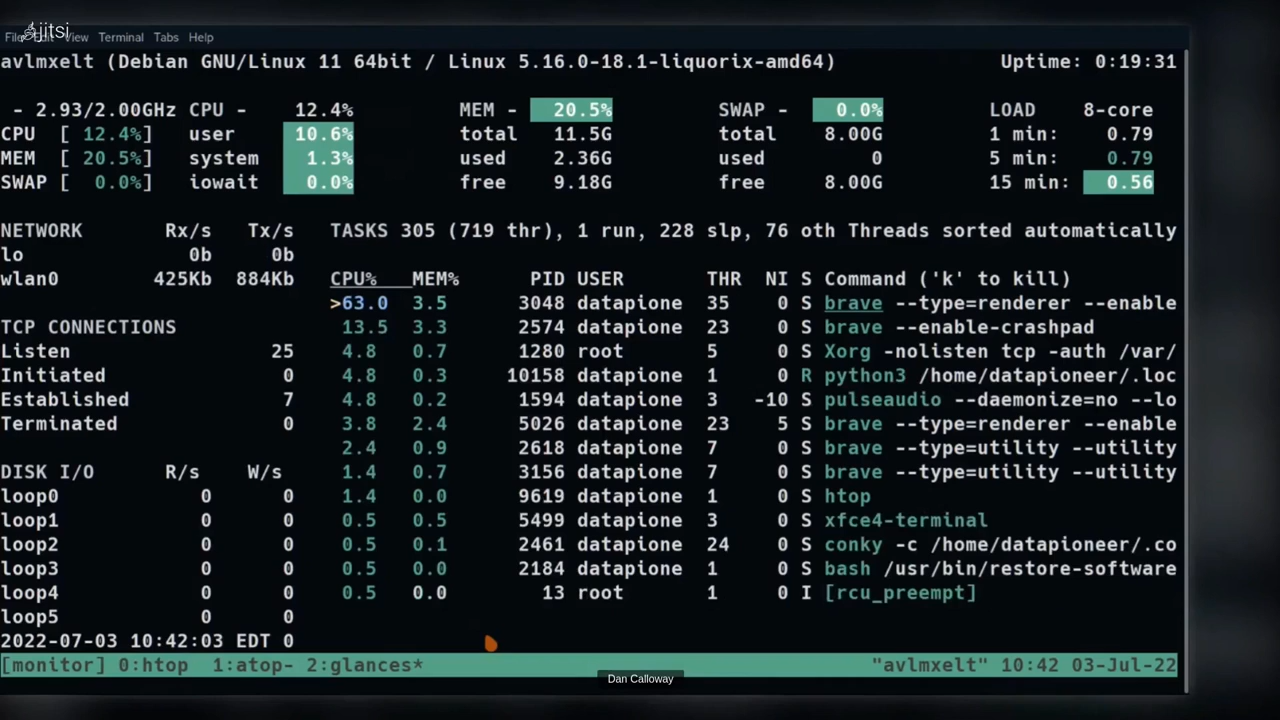 jitsi
File Edit View Terminal Tabs Help
avlmxelt (Debian GNU/Linux 11 64bit / Linux 5.16.0-18.1-liquorix-amd64) Uptime: 0:19:31
- 2.93/2.00GHz CPU - 12.4% MEM - 20.5% SWAP - 0.0% LOAD 8-core
CPU [ 12.4%] user 10.6% total 11.5G total 8.00G 1 min: 0.79
MEM [ 20.5%] system 1.3% used 2.36G used 0 5 min: 0.79
SWAP [ 0.0%] iowait 0.0% free 9.18G free 8.00G 15 min: 0.56
NETWORK Rx/s Tx/s TASKS 305 (719 thr), 1 run, 228 slp, 76 oth Threads sorted automatically
lo 0b 0b
wlan0 425Kb 884Kb CPU% MEM% PID USER THR NI S Command ('k' to kill)
>63.0 3.5 3048 datapione 35 0 S brave --type=renderer --enable
TCP CONNECTIONS 13.5 3.3 2574 datapione 23 0 S brave --enable-crashpad
Listen 25 4.8 0.7 1280 root 5 0 S Xorg -nolisten tcp -auth /var/
Initiated 0 4.8 0.3 10158 datapione 1 0 R python3 /home/datapioneer/.loc
Established 7 4.8 0.2 1594 datapione 3 -10 S pulseaudio --daemonize=no --lo
Terminated 0 3.8 2.4 5026 datapione 23 5 S brave --type=renderer --enable
2.4 0.9 2618 datapione 7 0 S brave --type=utility --utility
DISK I/O R/s W/s 1.4 0.7 3156 datapione 7 0 S brave --type=utility --utility
loop0 0 0 1.4 0.0 9619 datapione 1 0 S htop
loop1 0 0 0.5 0.5 5499 datapione 3 0 S xfce4-terminal
loop2 0 0 0.5 0.1 2461 datapione 24 0 S conky -c /home/datapioneer/.co
loop3 0 0 0.5 0.0 2184 datapione 1 0 S bash /usr/bin/restore-software
loop4 0 0 0.5 0.0 13 root 1 0 I [rcu_preempt]
loop5 0 0
2022-07-03 10:42:03 EDT 0
[monitor] 0:htop 1:atop- 2:glances* "avlmxelt" 10:42 03-Jul-22
Dan Calloway